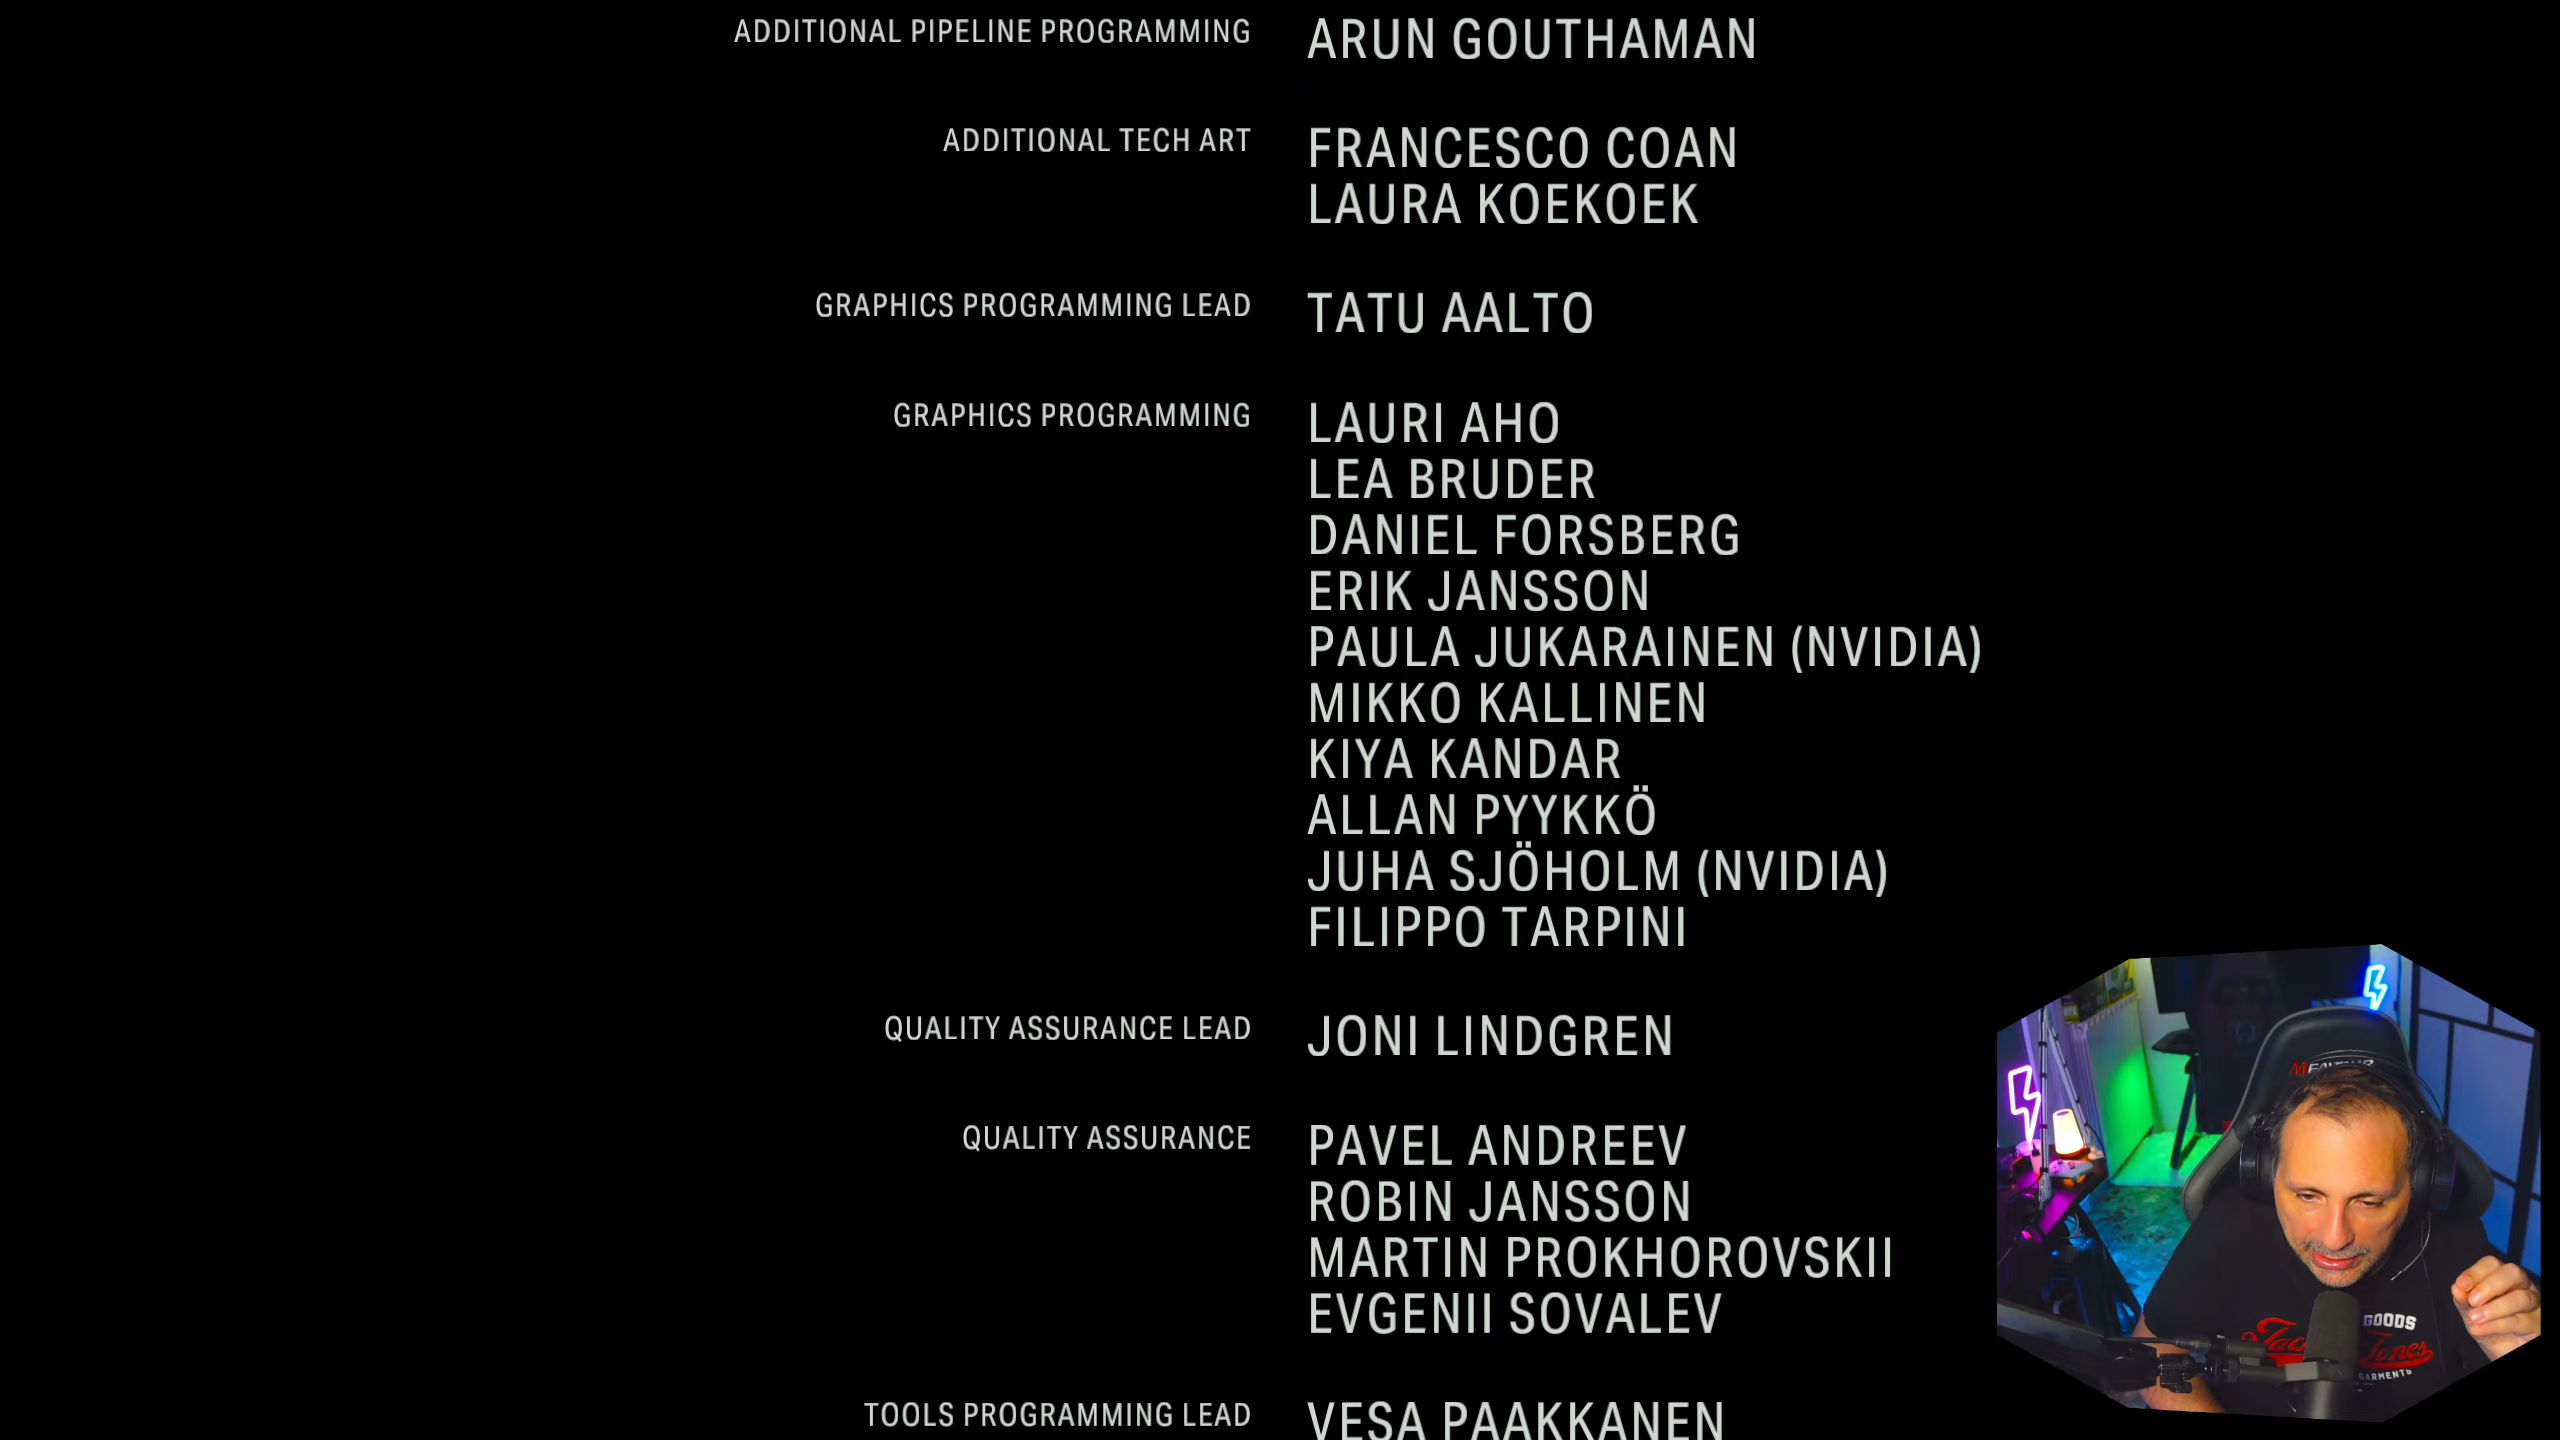 ADDITIONAL PIPELINE PROGRAMMING ARUN GOUTHAMAN
ADDITIONAL TECH ART FRANCESCO COAN
LAURA KOEKOEK
GRAPHICS PROGRAMMING LEAD TATU AALTO
GRAPHICS PROGRAMMING LAURI AHO
LEA BRUDER
DANIEL FORSBERG
ERIK JANSSON
PAULA JUKARAINEN (NVIDIA)
MIKKO KALLINEN
KIYA KANDAR
ALLAN PYYKKÖ
JUHA SJÖHOLM (NVIDIA)
FILIPPO TARPINI
QUALITY ASSURANCE LEAD JONI LINDGREN
QUALITY ASSURANCE PAVEL ANDREEV
ROBIN JANSSON
MARTIN PROKHOROVSKII
EVGENII SOVALEV
TOOLS PROGRAMMING LEAD VESA PAAKKANEN
GOODS
Jones
GARMENTS